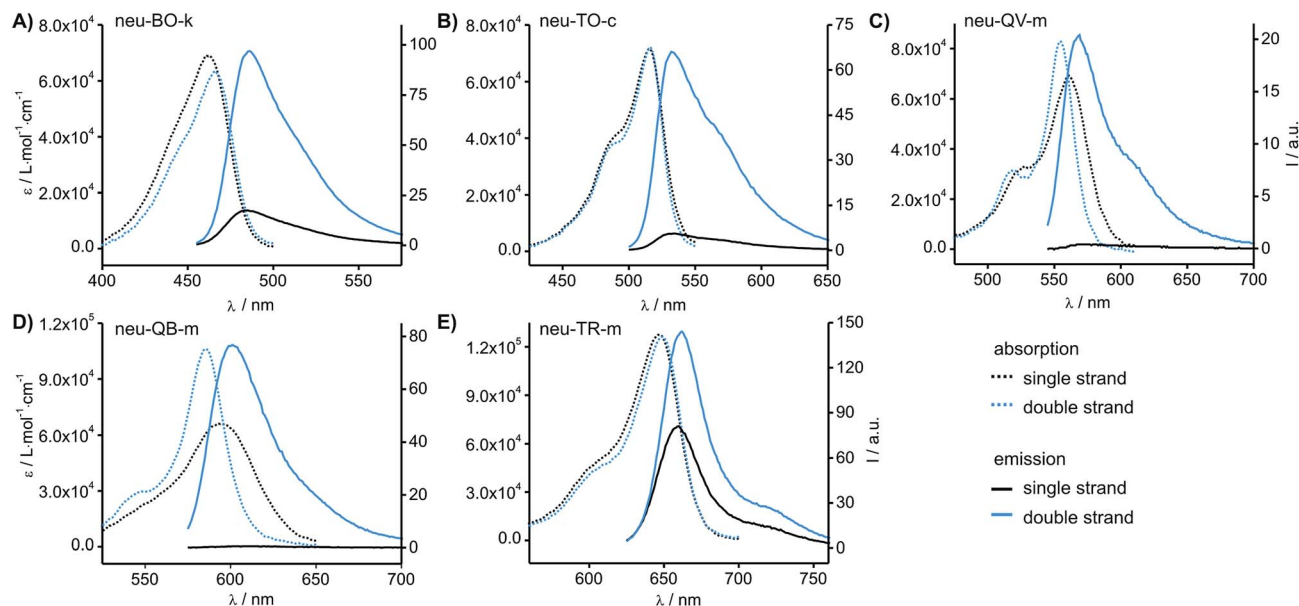 A) neu-BO-k
8.0x10⁴
6.0x10⁴
4.0x10⁴
2.0x10⁴
0.0
ε / L·mol⁻¹·cm⁻¹
100
75
50
25
0
400 450 500 550
λ / nm
B) neu-TO-c
8.0x10⁴
6.0x10⁴
4.0x10⁴
2.0x10⁴
0.0
75
60
45
30
15
0
450 500 550 600 650
λ / nm
C) neu-QV-m
8.0x10⁴
6.0x10⁴
4.0x10⁴
2.0x10⁴
0.0
20
15
10
5
0
I / a.u.
500 550 600 650 700
λ / nm
D) neu-QB-m
1.2x10⁵
9.0x10⁴
6.0x10⁴
3.0x10⁴
0.0
ε / L·mol⁻¹·cm⁻¹
80
60
40
20
0
550 600 650 700
λ / nm
E) neu-TR-m
1.2x10⁵
9.0x10⁴
6.0x10⁴
3.0x10⁴
0.0
150
120
90
60
30
0
I / a.u.
600 650 700 750
λ / nm
absorption
single strand
double strand
emission
single strand
double strand